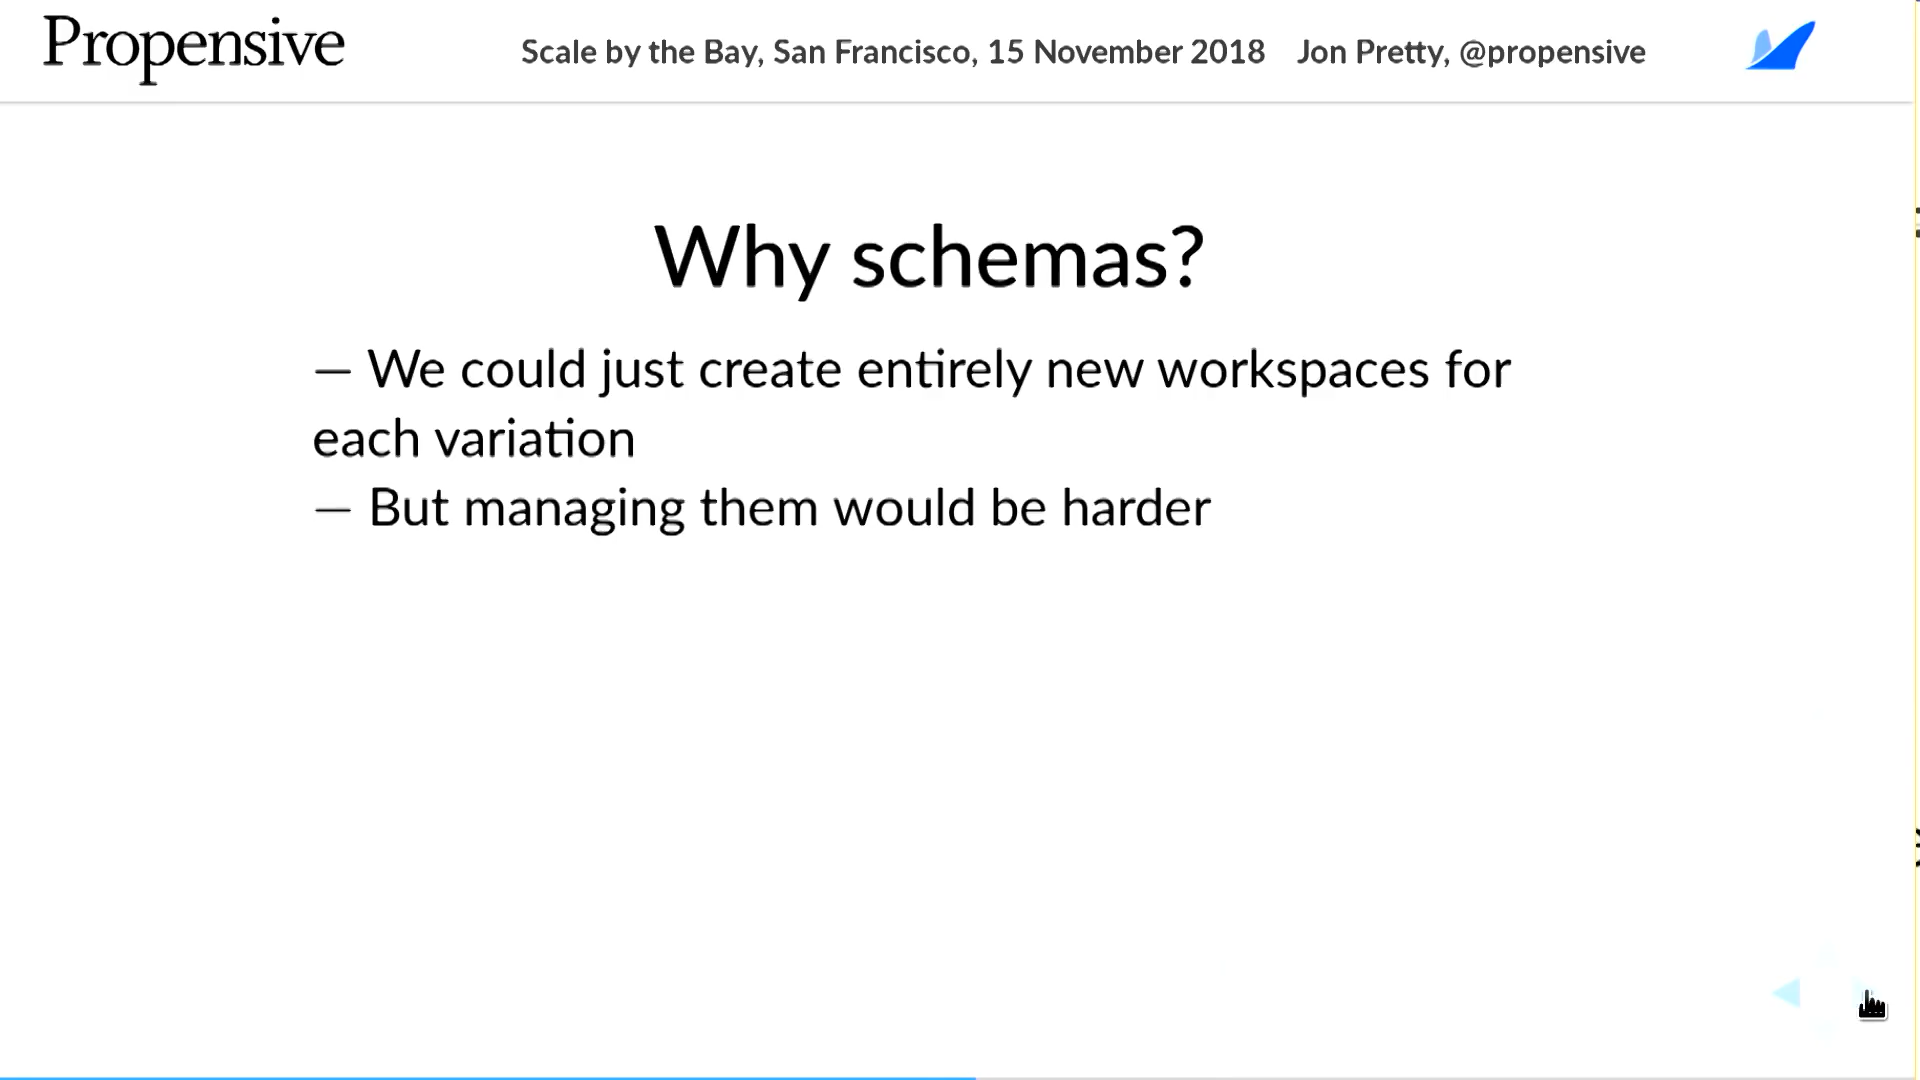 Propensive
Scale by the Bay, San Francisco, 15 November 2018 Jon Pretty, @propensive
Why schemas?
— We could just create entirely new workspaces for
each variation
— But managing them would be harder